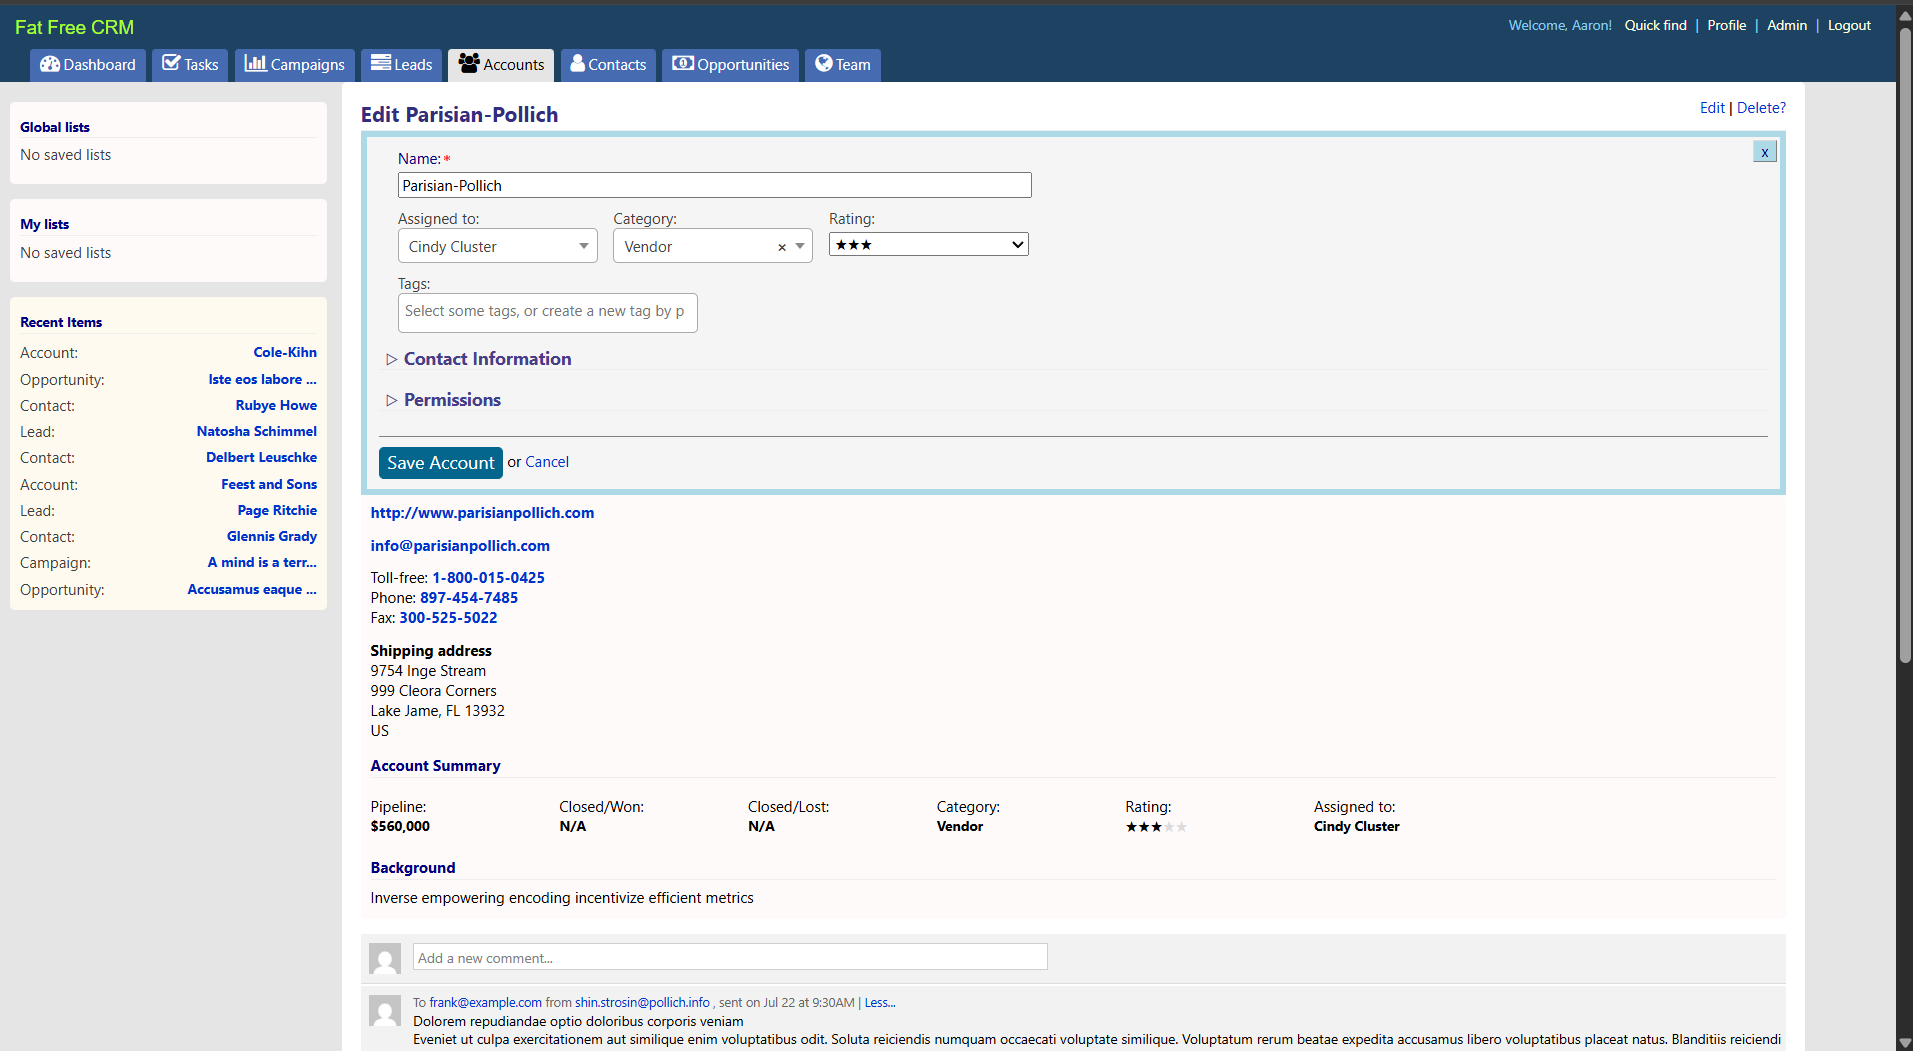 Fat Free CRM
Welcome, Aaron! Quick find | Profile | Admin | Logout
Dashboard Tasks Campaigns Leads Accounts Contacts Opportunities Team
Global lists
No saved lists
My lists
No saved lists
Recent Items
Account: Cole-Kihn
Opportunity: Iste eos labore ...
Contact: Rubye Howe
Lead: Natosha Schimmel
Contact: Delbert Leuschke
Account: Feest and Sons
Lead: Page Ritchie
Contact: Glennis Grady
Campaign: A mind is a terr...
Opportunity: Accusamus eaque ...
Edit Parisian-Pollich
Edit | Delete?
x
Name: *
Parisian-Pollich
Assigned to: Category: Rating:
Cindy Cluster Vendor × ★★★
Tags:
Select some tags, or create a new tag by p
▷ Contact Information
▷ Permissions
Save Account or Cancel
http://www.parisianpollich.com
info@parisianpollich.com
Toll-free: 1-800-015-0425
Phone: 897-454-7485
Fax: 300-525-5022
Shipping address
9754 Inge Stream
999 Cleora Corners
Lake Jame, FL 13932
US
Account Summary
Pipeline: Closed/Won: Closed/Lost: Category: Rating: Assigned to:
$560,000 N/A N/A Vendor ★★★★★ Cindy Cluster
Background
Inverse empowering encoding incentivize efficient metrics
Add a new comment...
To frank@example.com from shin.strosin@pollich.info , sent on Jul 22 at 9:30AM | Less...
Dolorem repudiandae optio doloribus corporis veniam
Eveniet ut culpa exercitationem aut similique enim voluptatibus odit. Soluta reiciendis numquam occaecati voluptate similique. Voluptatum rerum beatae expedita accusamus libero voluptatibus placeat natus. Blanditiis reiciendi